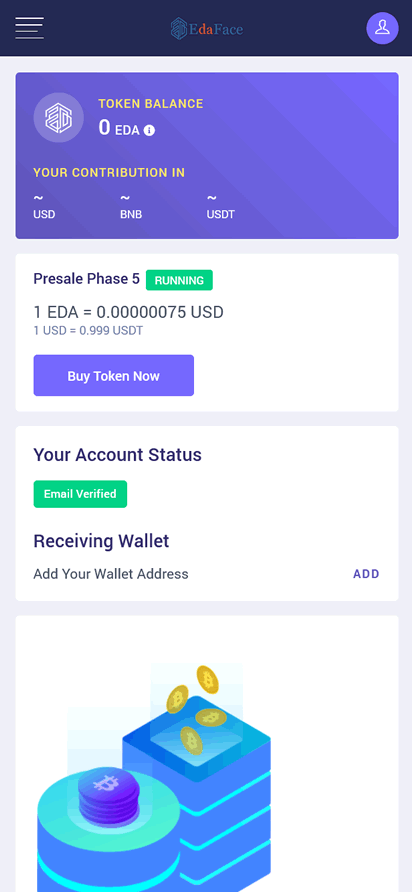 EdaFace
TOKEN BALANCE
0 EDA
YOUR CONTRIBUTION IN
~ ~ ~
USD BNB USDT
Presale Phase 5 RUNNING
1 EDA = 0.00000075 USD
1 USD = 0.999 USDT
Buy Token Now
Your Account Status
Email Verified
Receiving Wallet
Add Your Wallet Address ADD